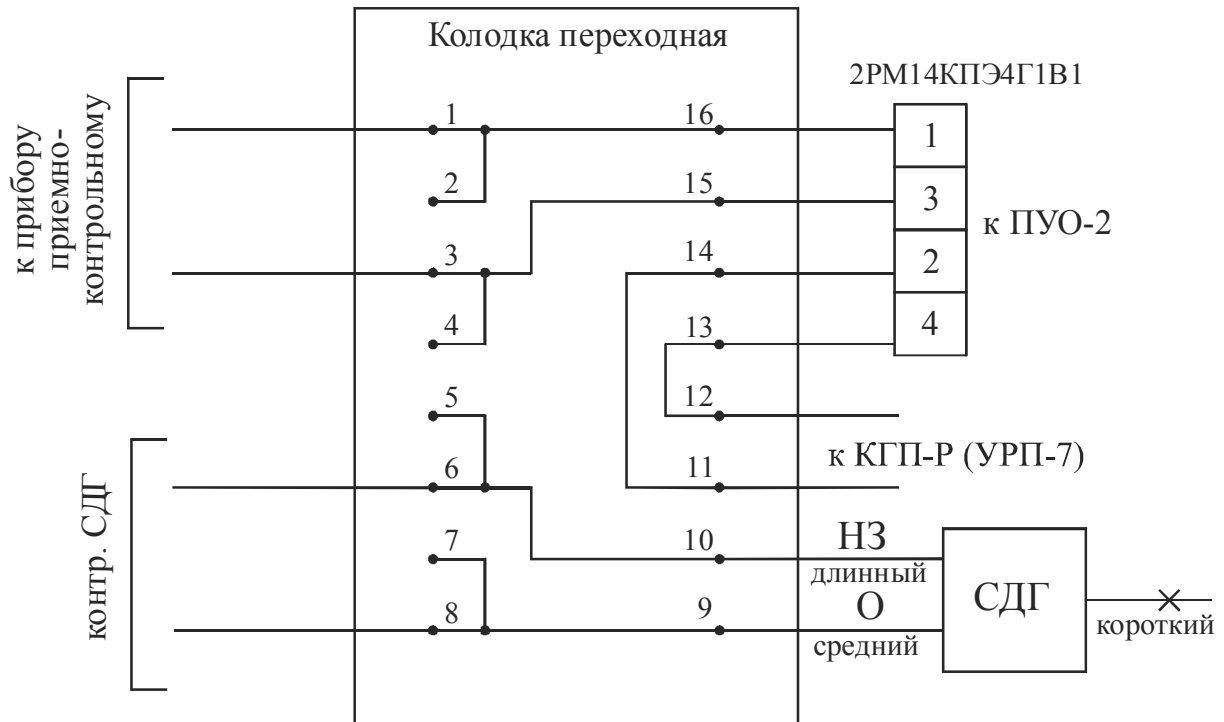 Колодка переходная
2РМ14КПЭ4Г1В1
к прибору
приемно-
контрольному
1
16
1
2
15
3
к ПУО-2
3
14
2
4
13
4
5
12
контр. СДГ
6
11
к КГП-Р (УРП-7)
7
10
НЗ
длинный
СДГ
8
9
О
средний
короткий